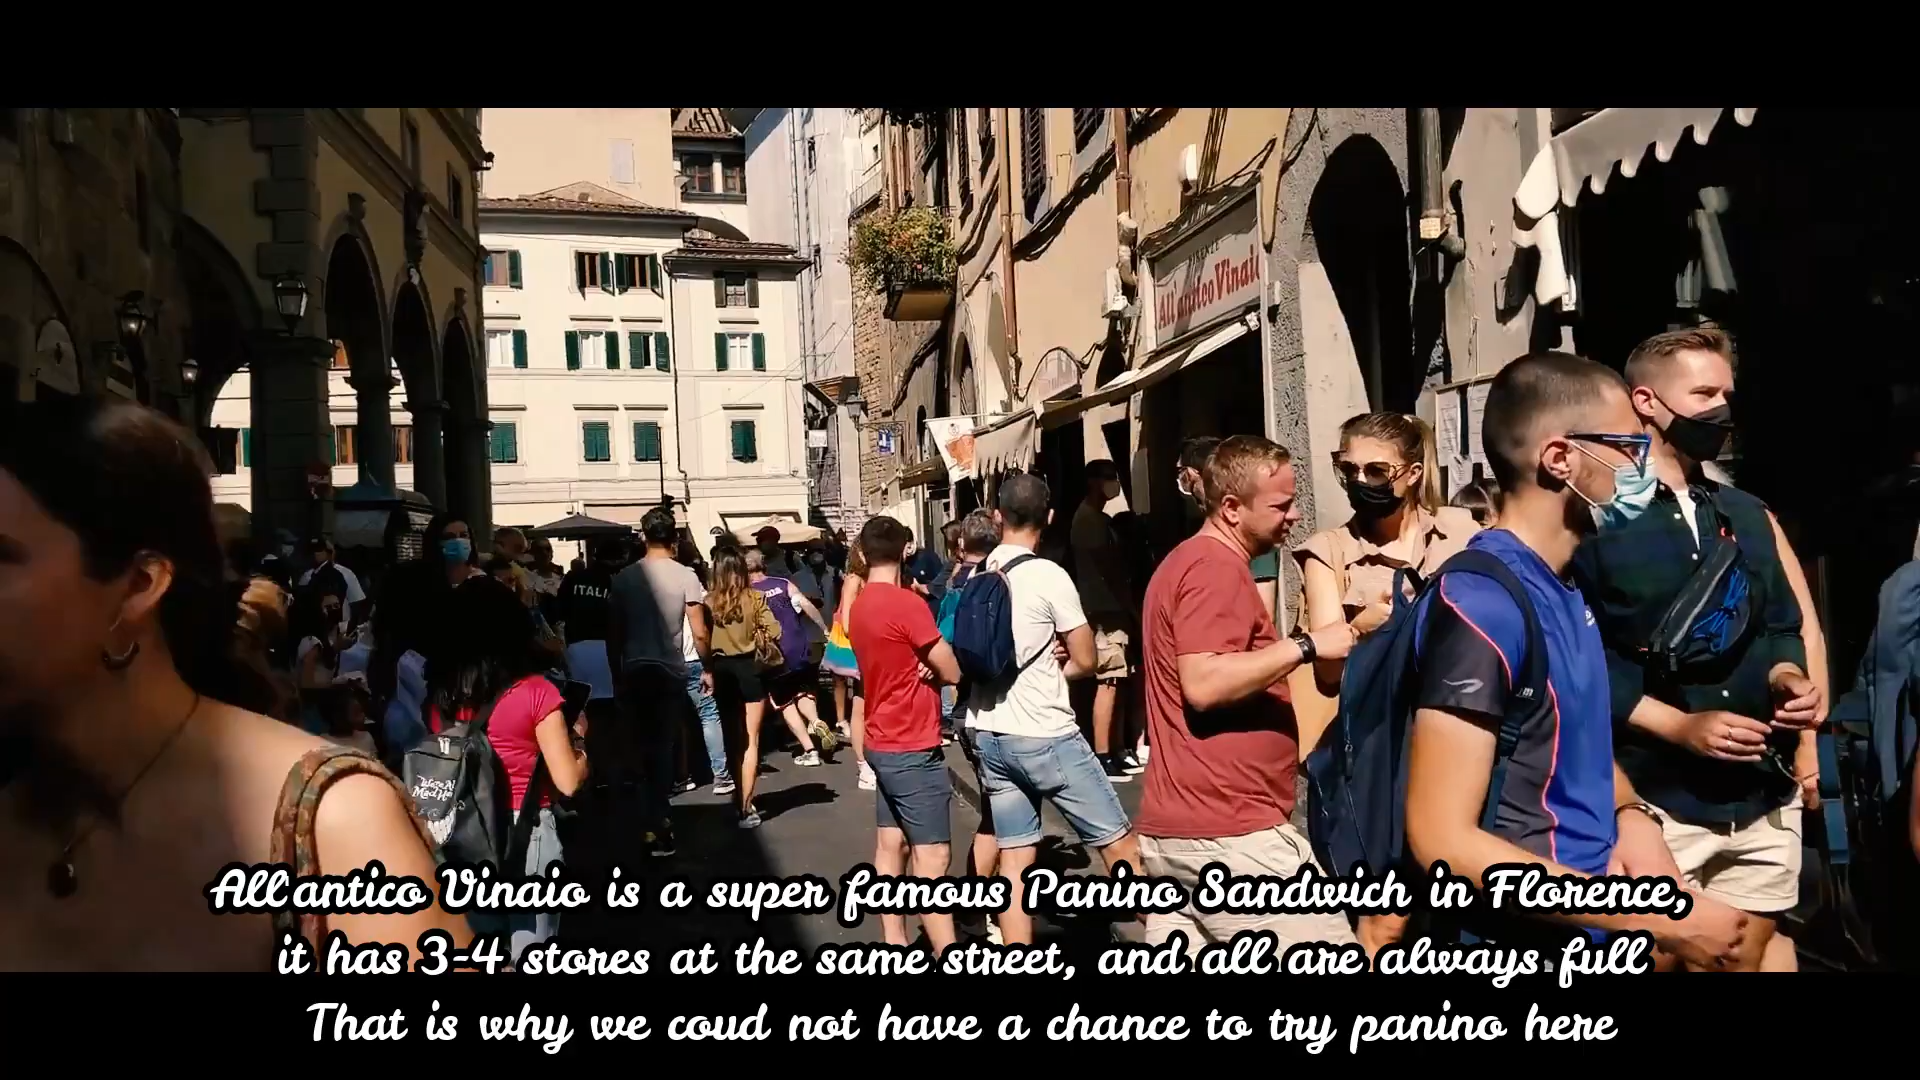 FIRENZE
All'antico Vinaio
ITALIA
All'antico Vinaio is a super famous Panino Sandwich in Florence,
it has 3-4 stores at the same street, and all are always full
That is why we coud not have a chance to try panino here